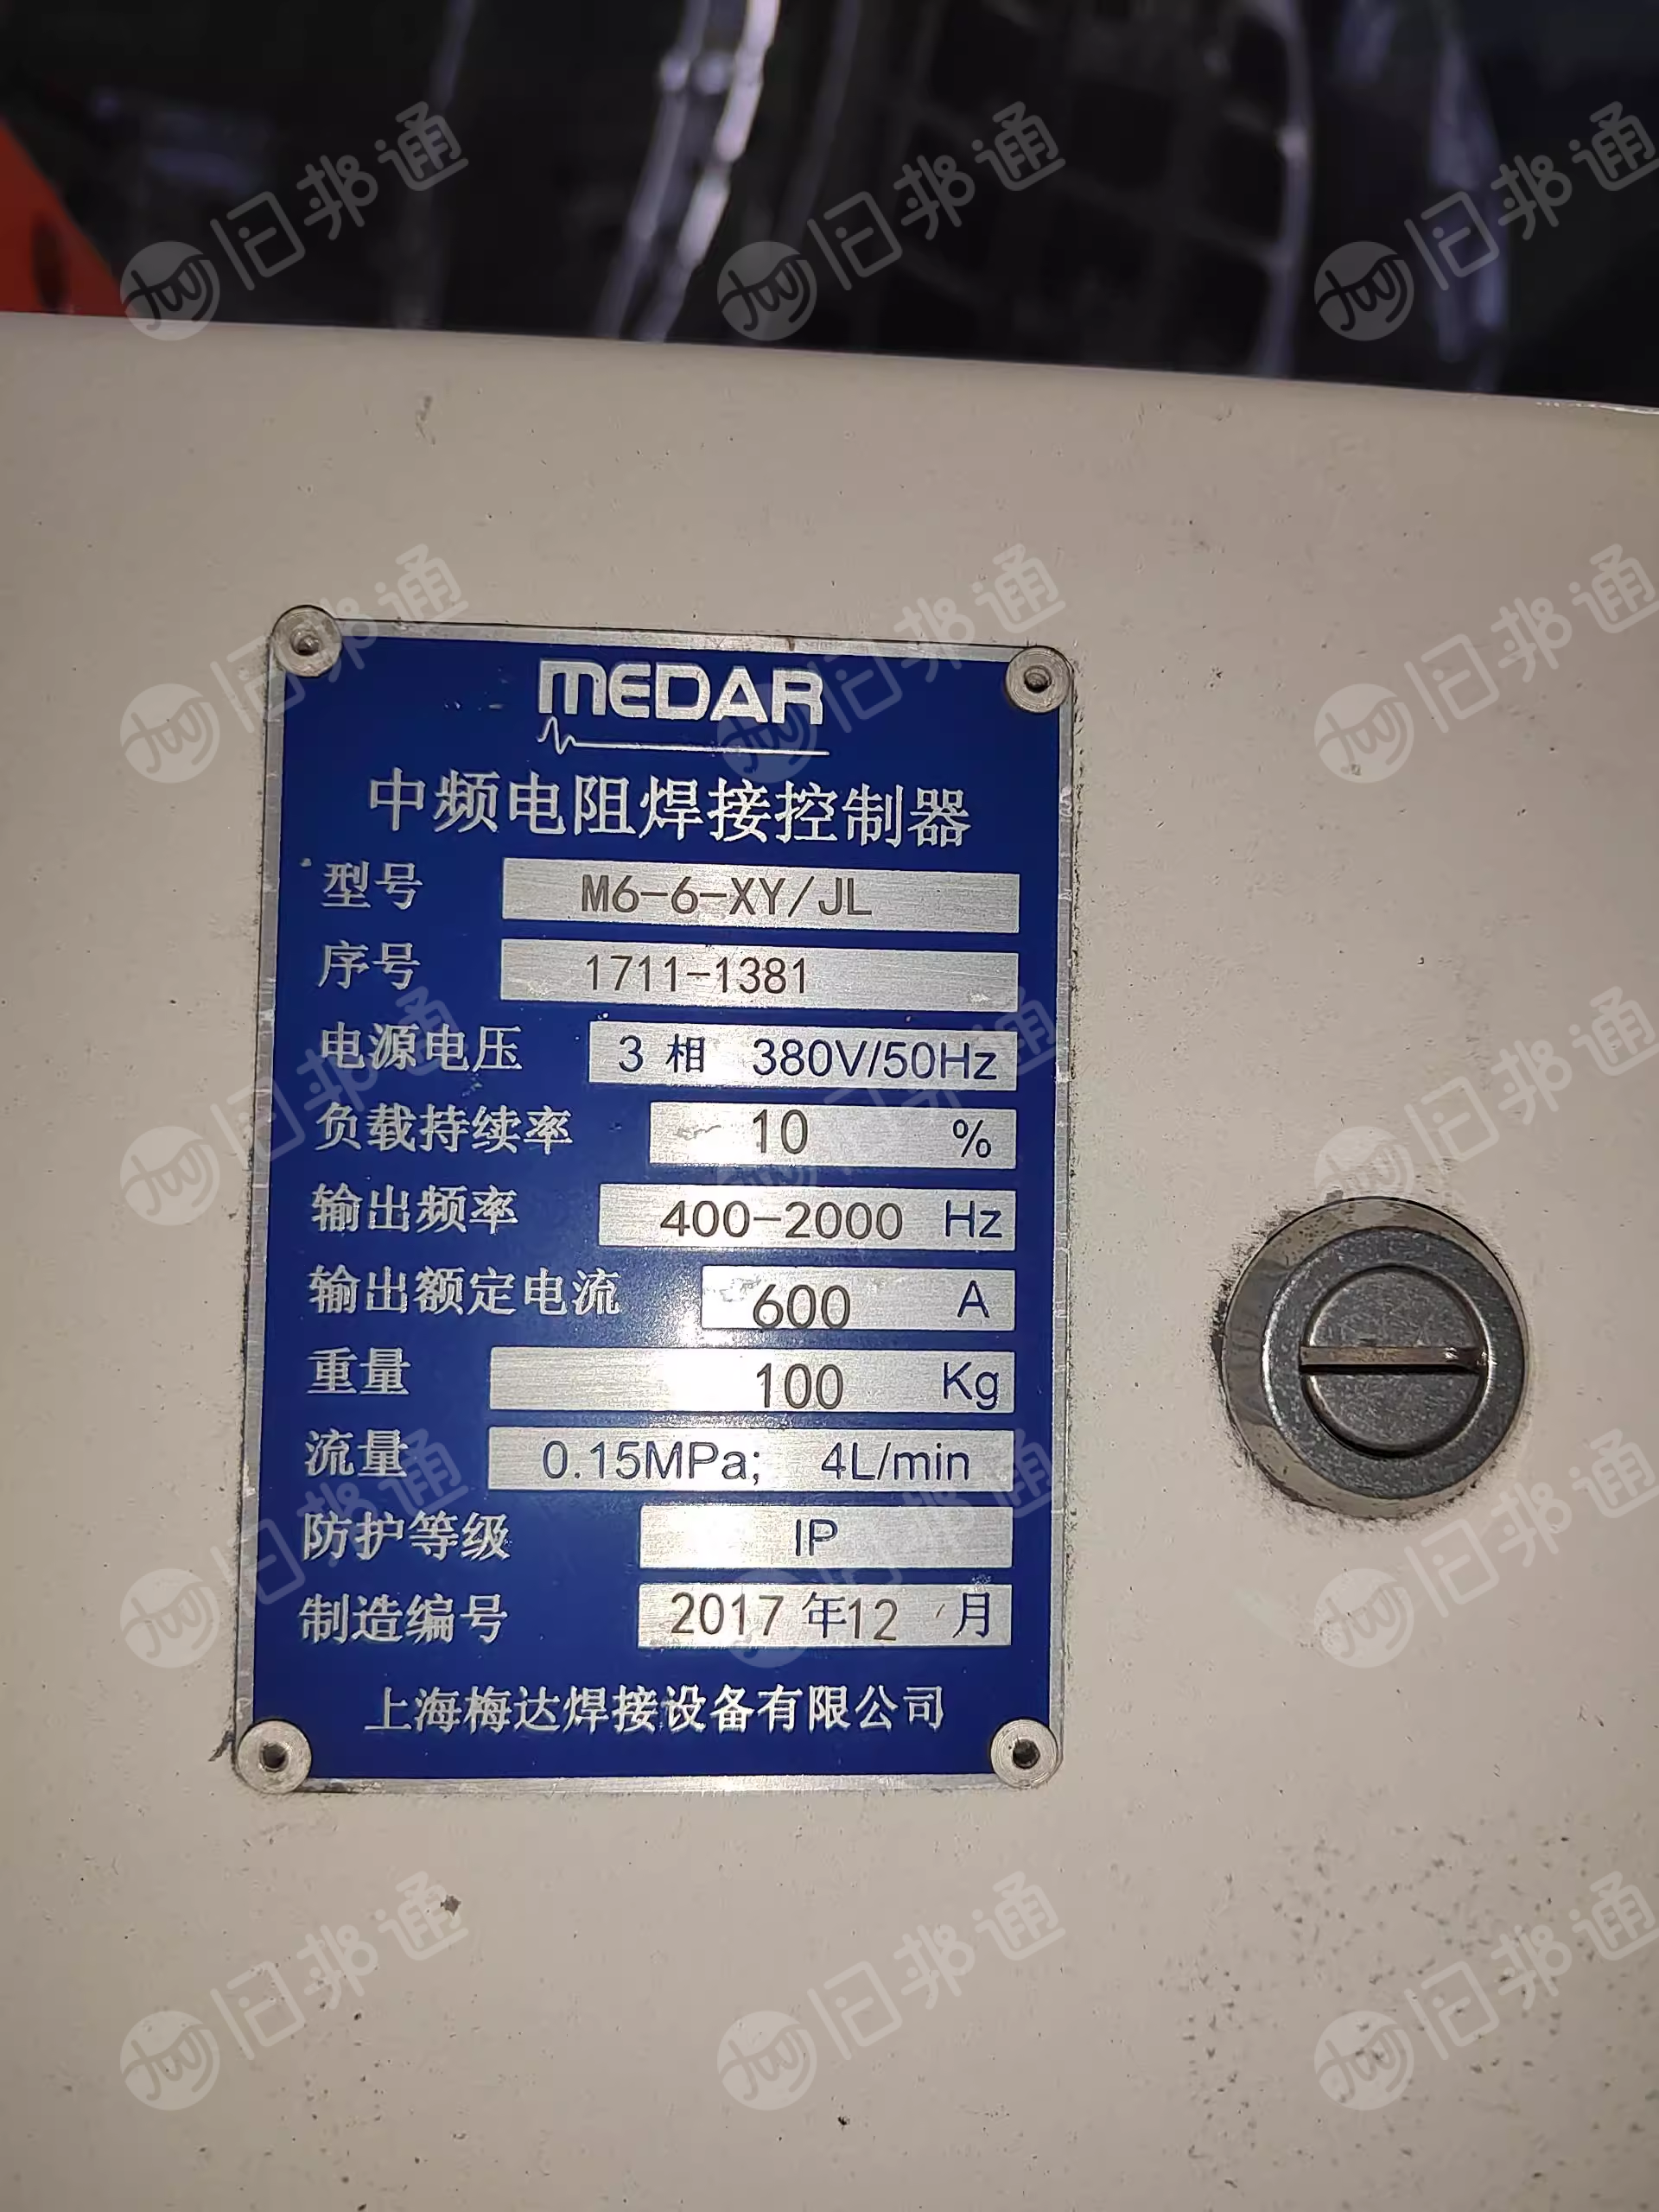 MEDAR
中频电阻焊接控制器
型号 M6-6-XY/JL
序号 1711-1381
电源电压 3 相 380V/50Hz
负载持续率 10 %
输出频率 400-2000 Hz
输出额定电流 600 A
重量 100 Kg
流量 0.15MPa; 4L/min
防护等级 IP
制造编号 2017 年12 月
上海梅达焊接设备有限公司
旧邦通